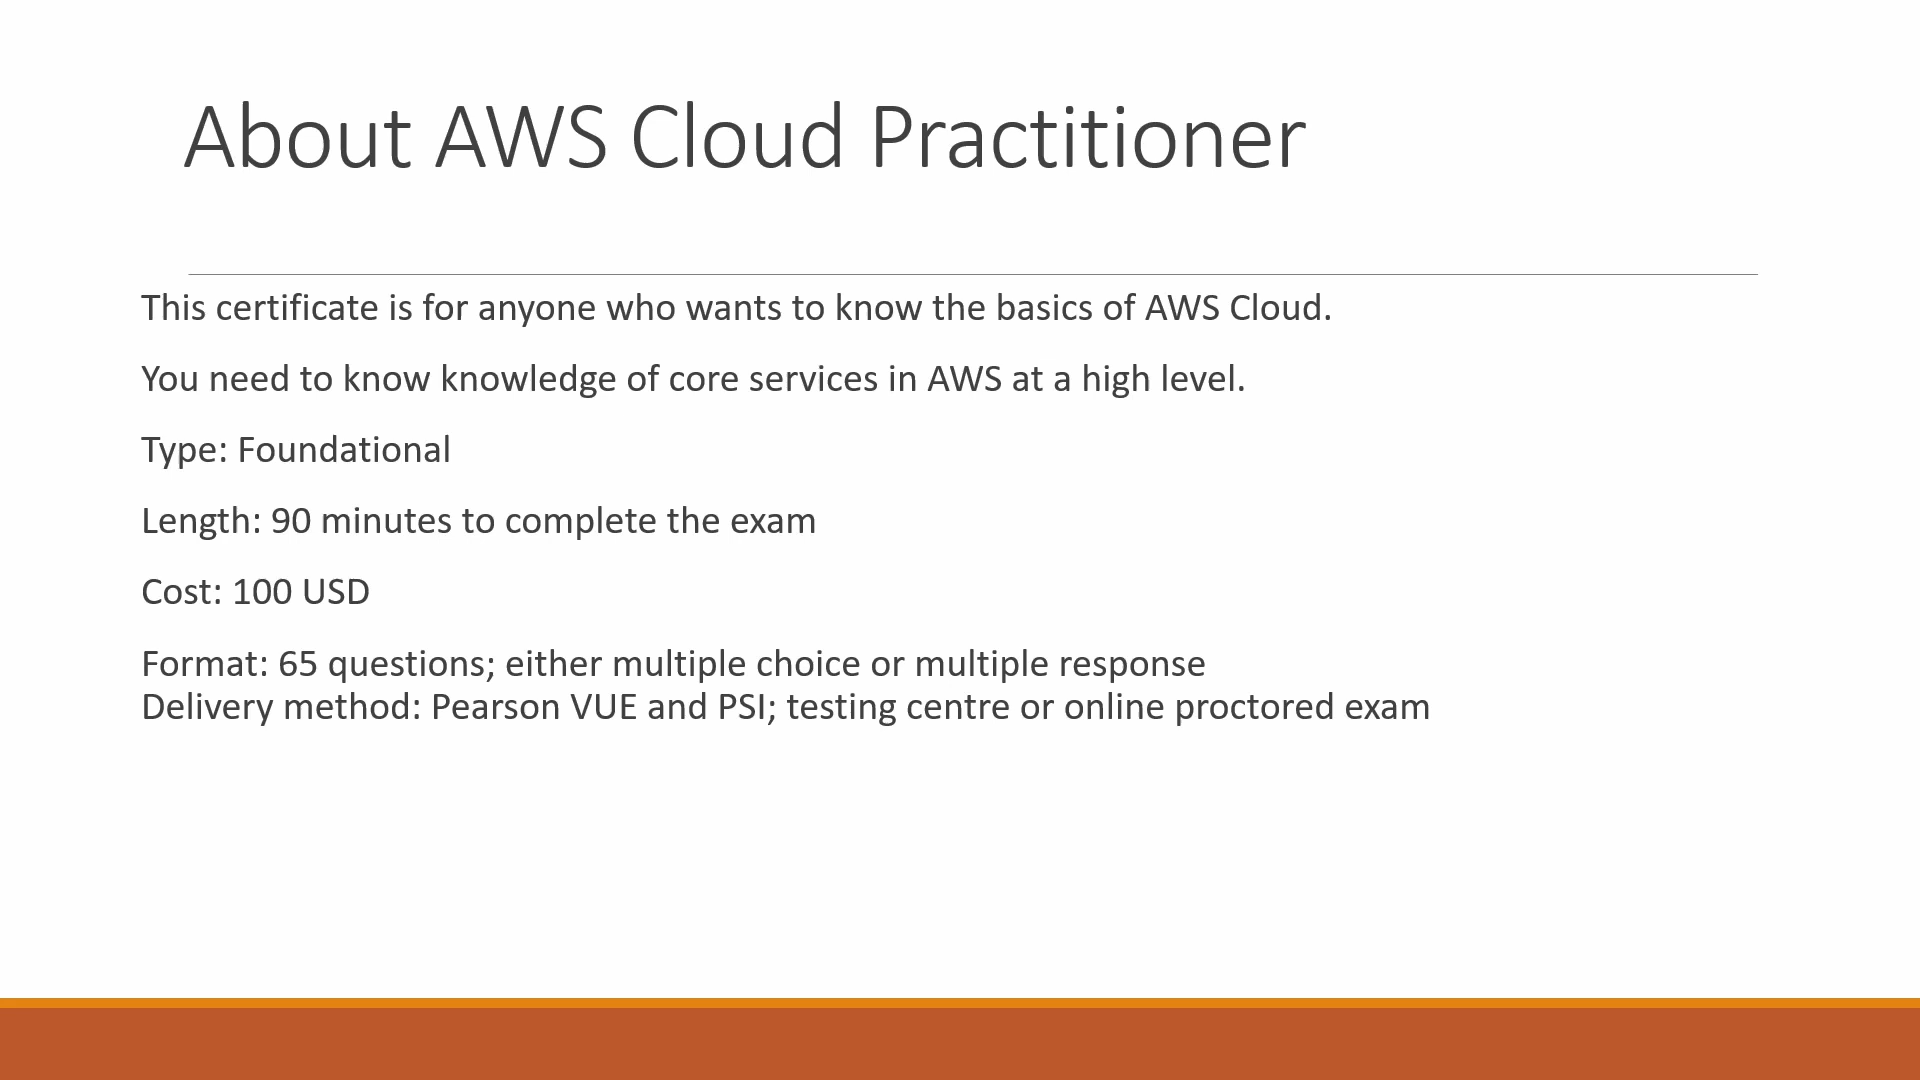 About AWS Cloud Practitioner
This certificate is for anyone who wants to know the basics of AWS Cloud.
You need to know knowledge of core services in AWS at a high level.
Type: Foundational
Length: 90 minutes to complete the exam
Cost: 100 USD
Format: 65 questions; either multiple choice or multiple response
Delivery method: Pearson VUE and PSI; testing centre or online proctored exam